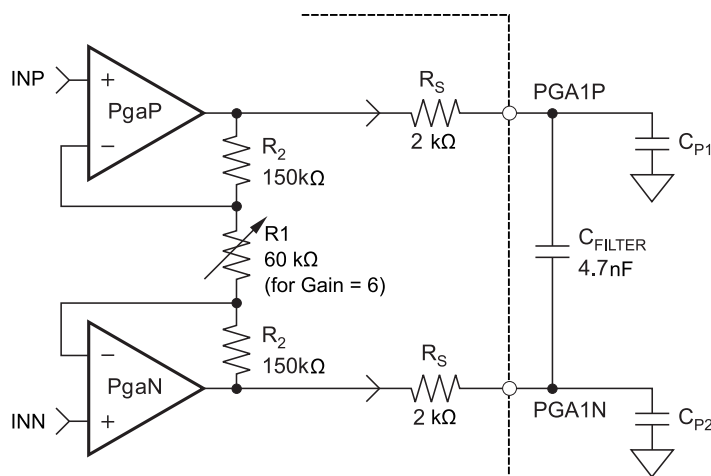 INP
+
PgaP
−
R2
150kΩ
R1
60 kΩ
(for Gain = 6)
RS
2 kΩ
PGA1P
CP1
CFILTER
4.7nF
−
PgaN
+
INN
R2
150kΩ
RS
2 kΩ
PGA1N
CP2